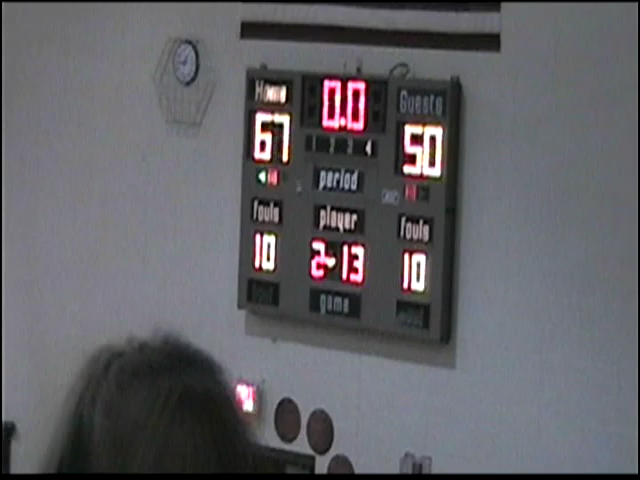 Home 0.0 Guests
67 50
1 2 3 4
period
fouls player fouls
10 2-13 10
game